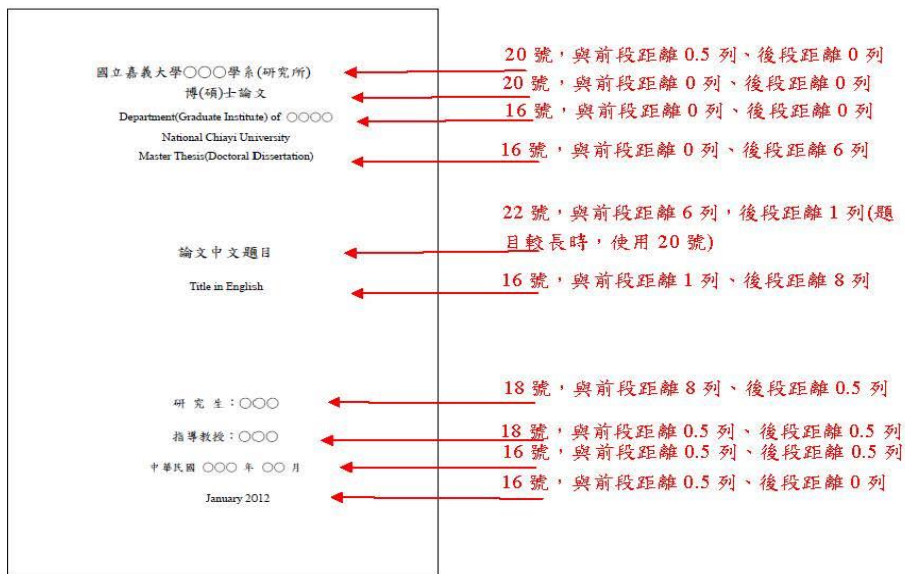 20 號，與前段距離 0.5 列、後段距離 0 列
國立嘉義大學○○○學系(研究所)
20 號，與前段距離 0 列、後段距離 0 列
博(碩)士論文
16 號，與前段距離 0 列、後段距離 0 列
Department(Graduate Institute) of ○○○○
National Chiayi University
16 號，與前段距離 0 列、後段距離 6 列
Master Thesis(Doctoral Dissertation)
22 號，與前段距離 6 列，後段距離 1 列(題
目較長時，使用 20 號)
論文中文題目
16 號，與前段距離 1 列、後段距離 8 列
Title in English
18 號，與前段距離 8 列、後段距離 0.5 列
研 究 生：○○○
18 號，與前段距離 0.5 列、後段距離 0.5 列
指導教授：○○○
16 號，與前段距離 0.5 列、後段距離 0.5 列
中華民國 ○○○ 年 ○○ 月
16 號，與前段距離 0.5 列、後段距離 0 列
January 2012